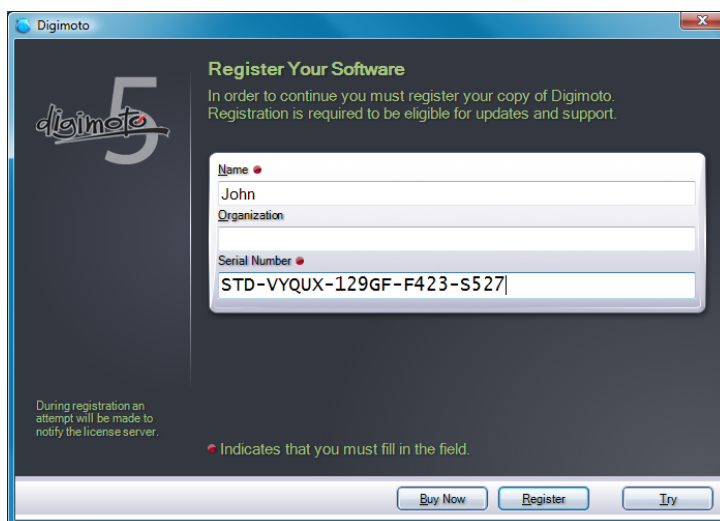 Digimoto
digimoto 5
Register Your Software
In order to continue you must register your copy of Digimoto.
Registration is required to be eligible for updates and support.
Name
John
Organization
Serial Number
STD-VYQUX-129GF-F423-S527
During registration an
attempt will be made to
notify the license server.
Indicates that you must fill in the field.
Buy Now
Register
Try